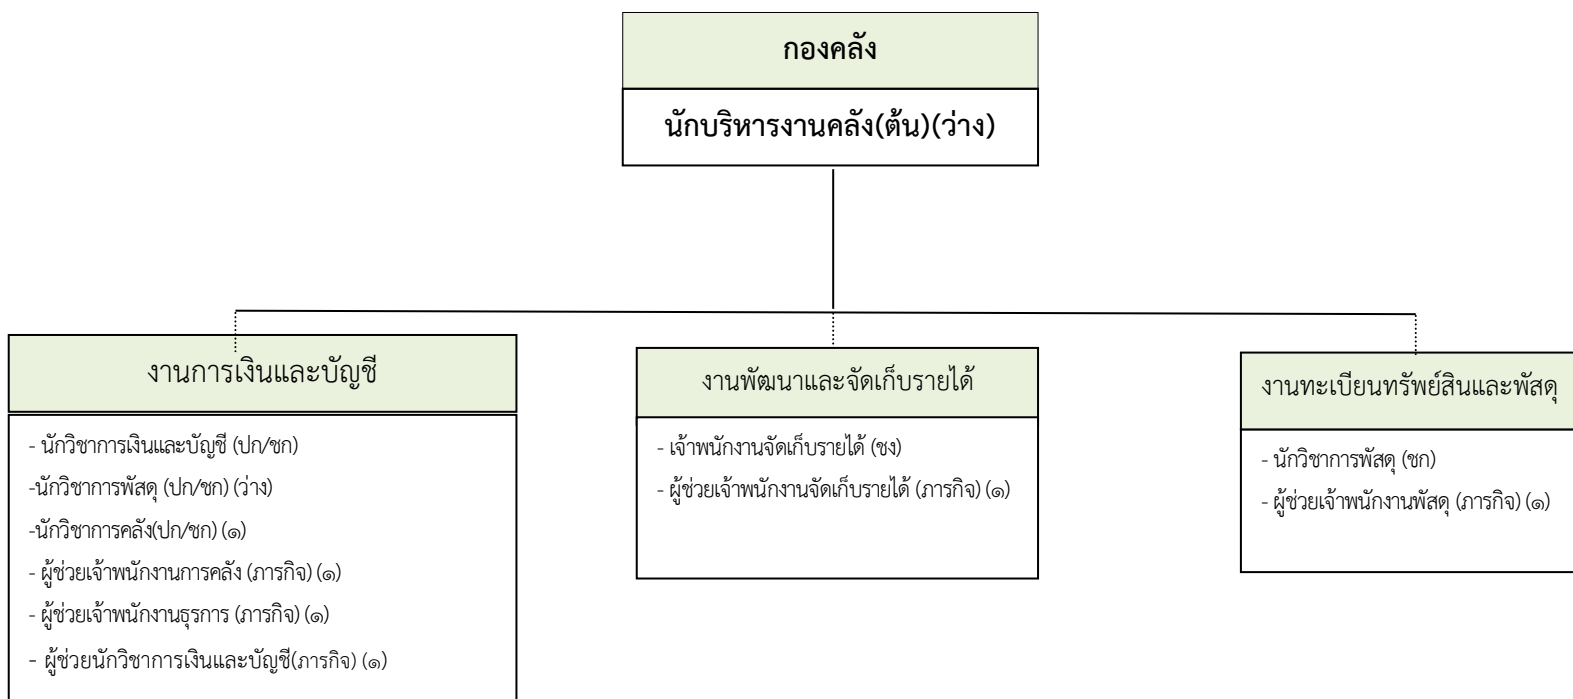 กองคลัง
นักบริหารงานคลัง(ต้น)(ว่าง)
งานการเงินและบัญชี
- นักวิชาการเงินและบัญชี (ปก/ชก)
-นักวิชาการพัสดุ (ปก/ชก) (ว่าง)
-นักวิชาการคลัง(ปก/ชก) (๑)
- ผู้ช่วยเจ้าพนักงานการคลัง (ภารกิจ) (๑)
- ผู้ช่วยเจ้าพนักงานธุรการ (ภารกิจ) (๑)
- ผู้ช่วยนักวิชาการเงินและบัญชี(ภารกิจ) (๑)
งานพัฒนาและจัดเก็บรายได้
- เจ้าพนักงานจัดเก็บรายได้ (ชง)
- ผู้ช่วยเจ้าพนักงานจัดเก็บรายได้ (ภารกิจ) (๑)
งานทะเบียนทรัพย์สินและพัสดุ
- นักวิชาการพัสดุ (ชก)
- ผู้ช่วยเจ้าพนักงานพัสดุ (ภารกิจ) (๑)